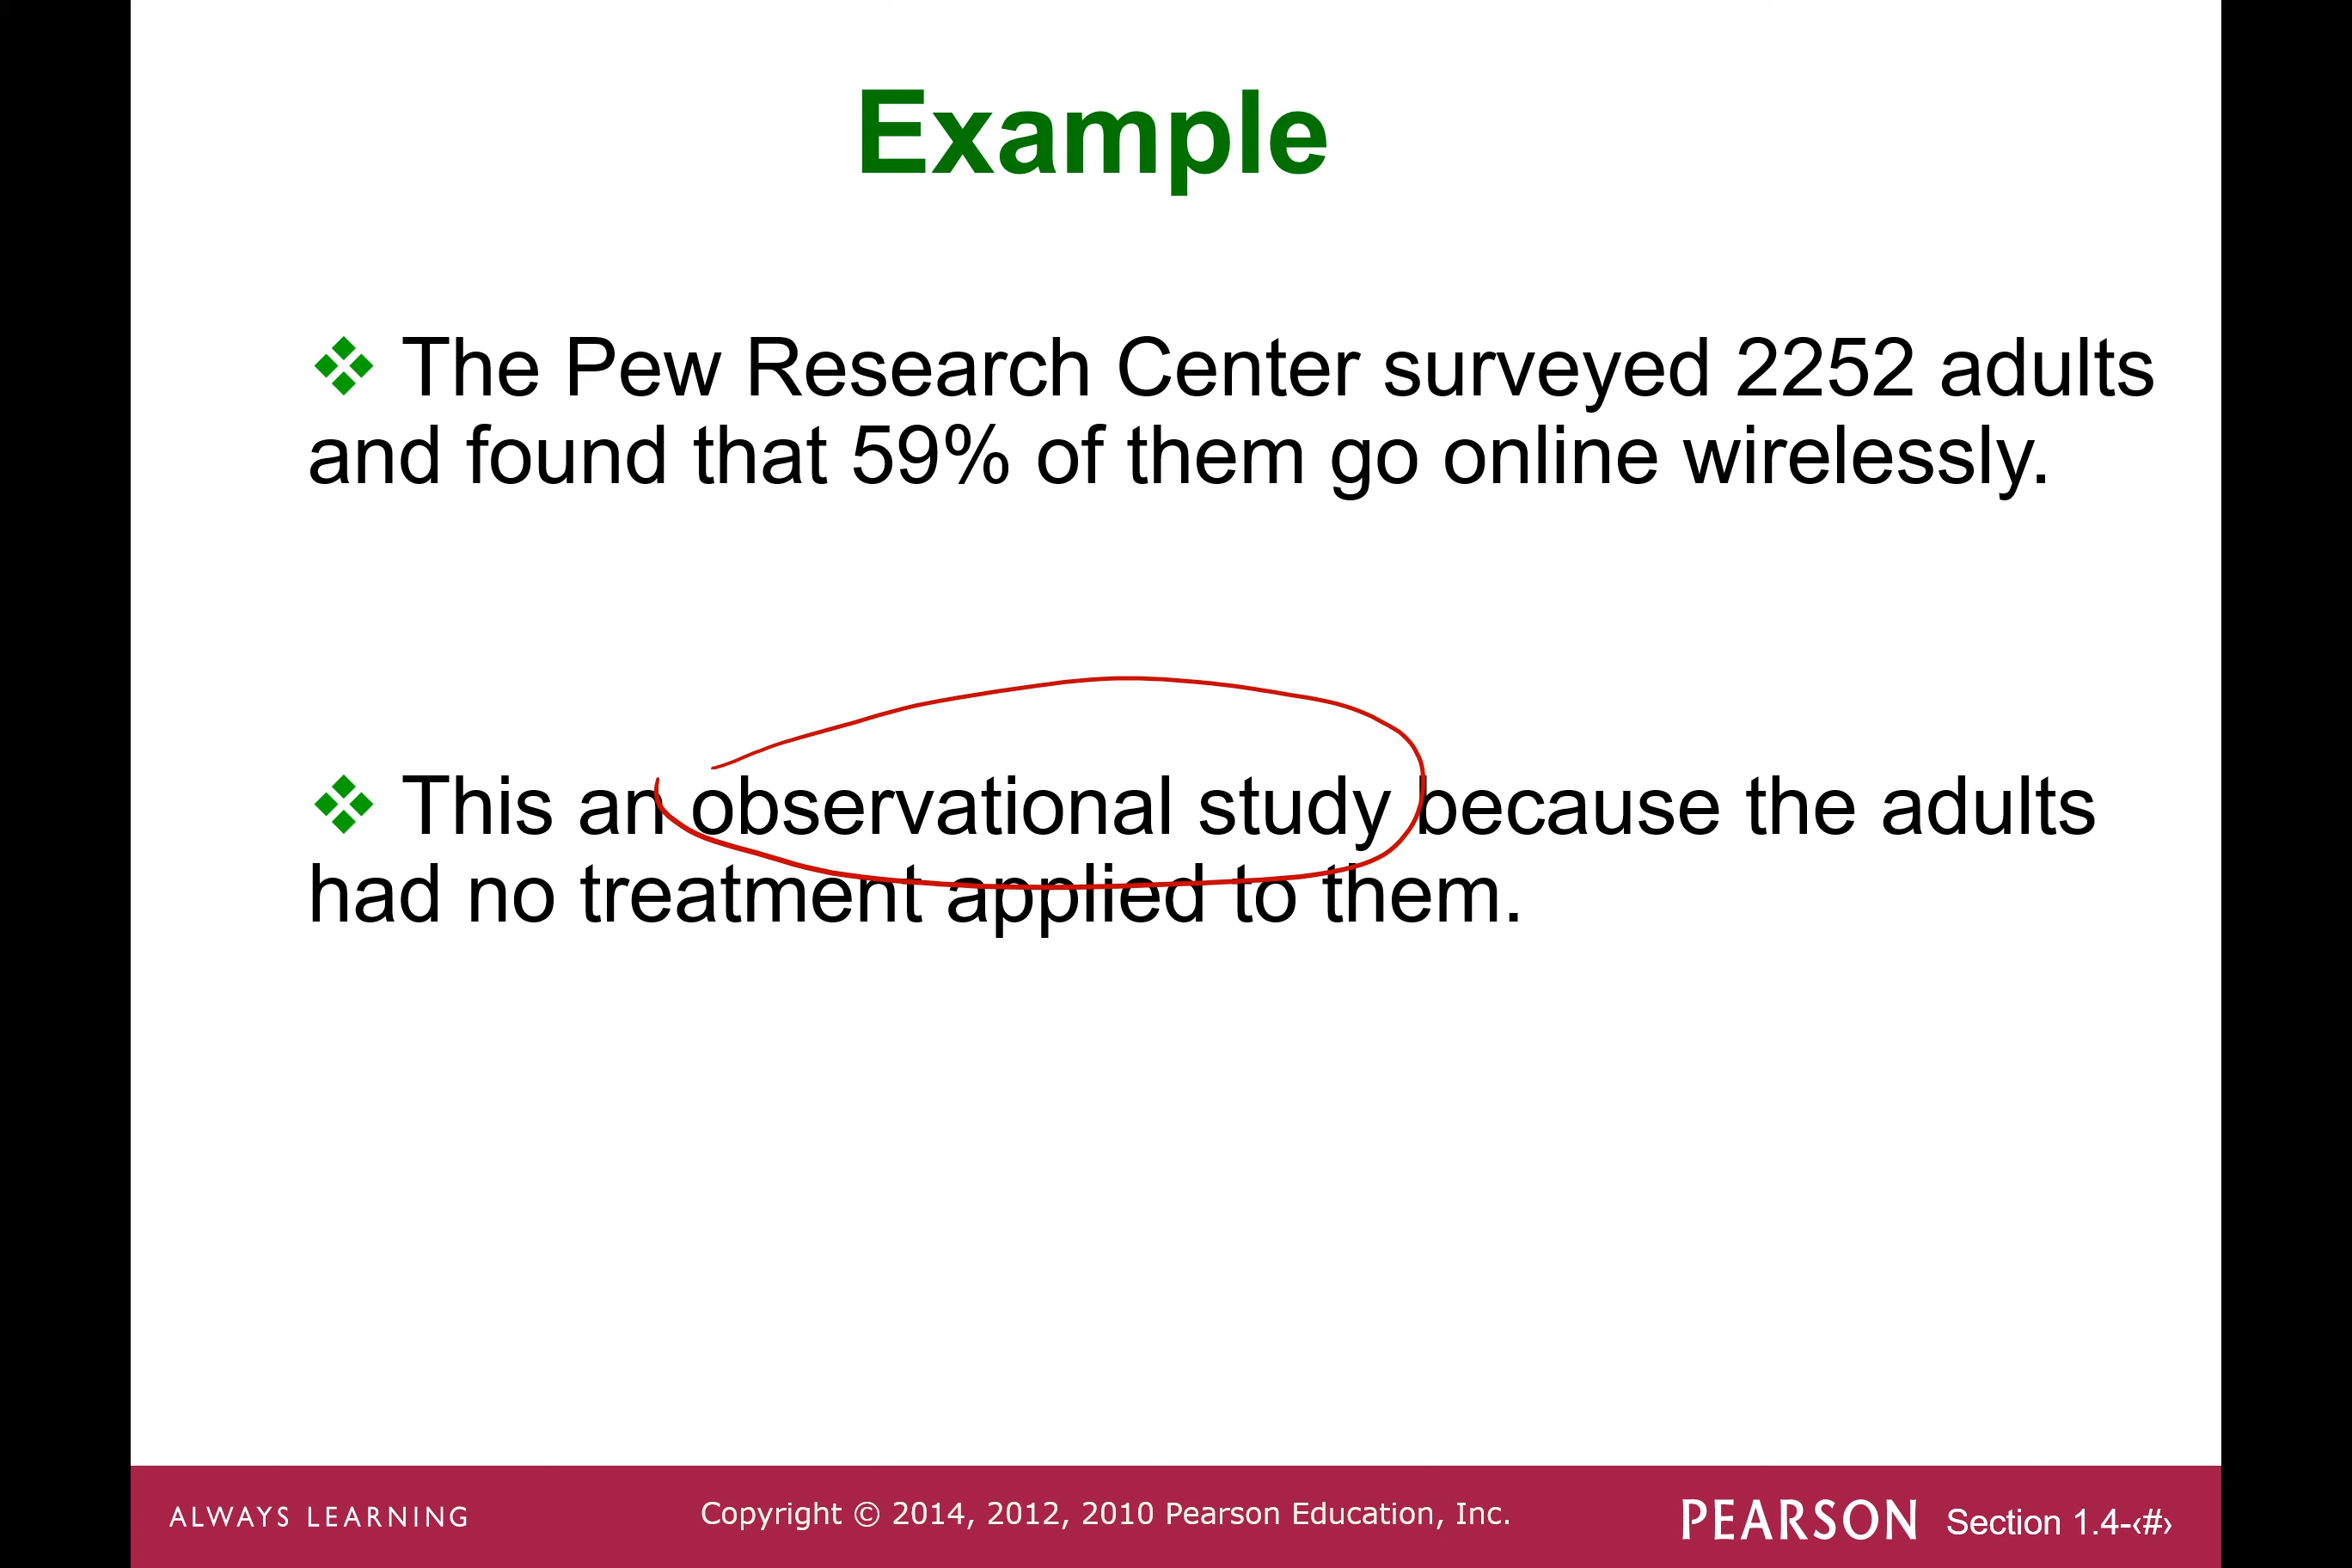 Example
❖ The Pew Research Center surveyed 2252 adults
and found that 59% of them go online wirelessly.
❖ This an observational study because the adults
had no treatment applied to them.
ALWAYS LEARNING
Copyright © 2014, 2012, 2010 Pearson Education, Inc.
PEARSON
Section 1.4-‹#›